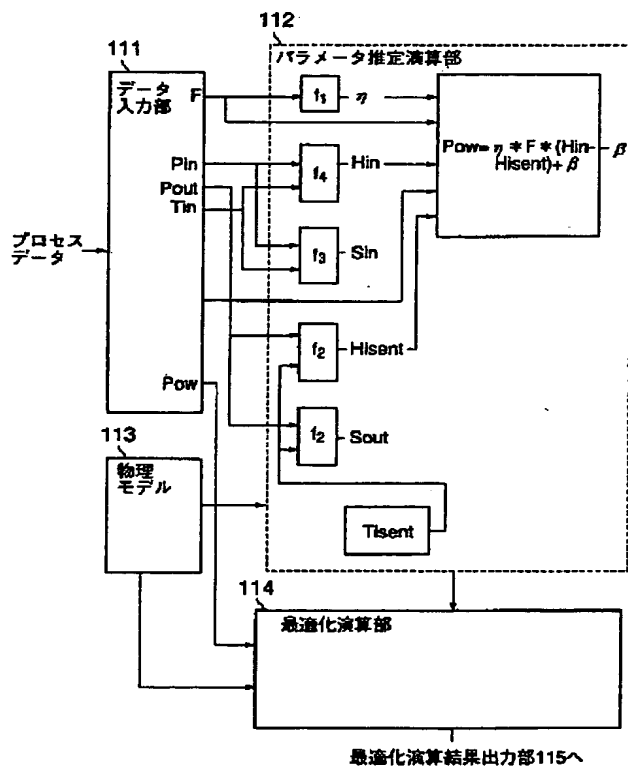 112
111
パラメータ推定演算部
データ
入力部
F
f1
η
Pow= η * F * (Hin-
Hisent)+ β
β
Pin
Pout
Tin
f4
Hin
プロセス
データ
f3
Sin
f2
Hisent
Pow
f2
Sout
113
物理
モデル
Tisent
114
最適化演算部
最適化演算結果出力部115へ